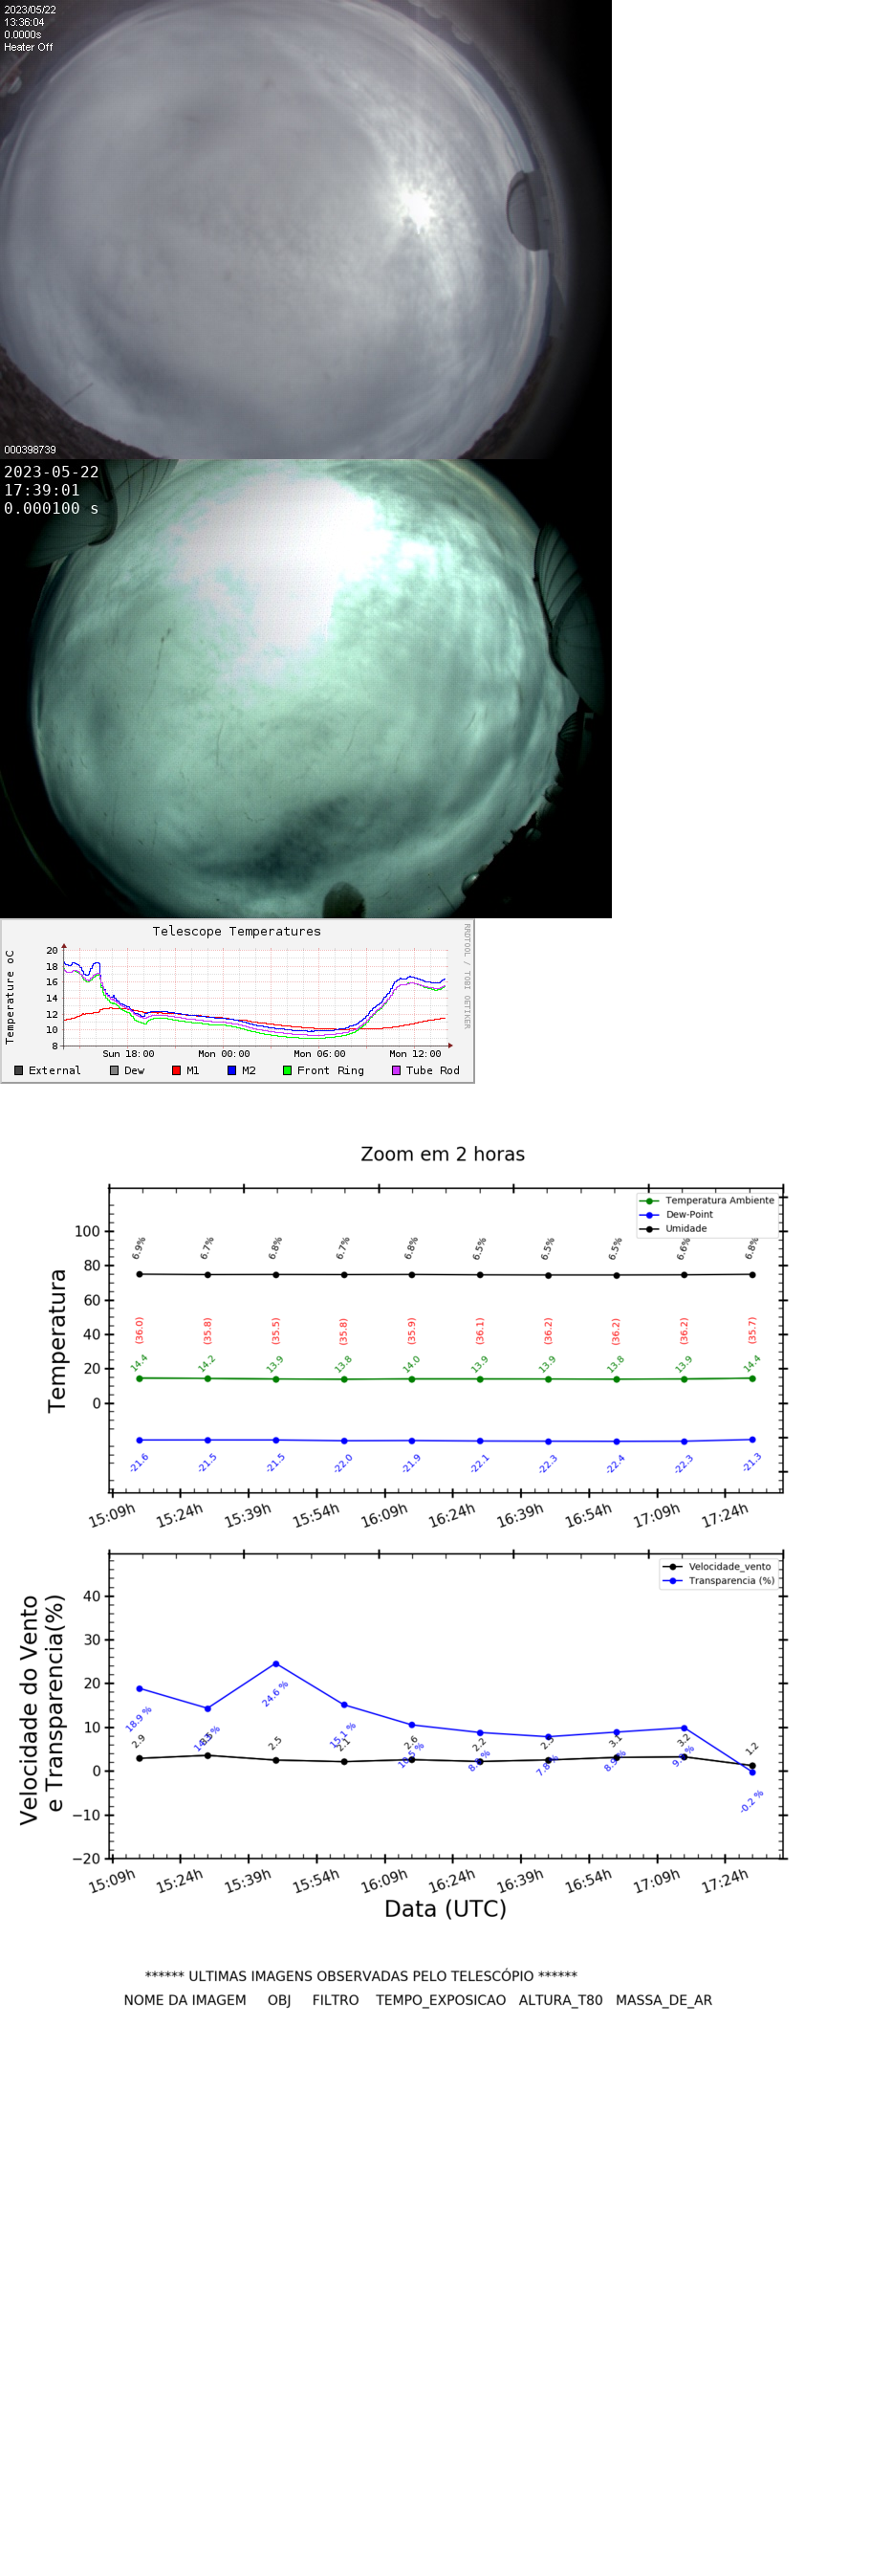 2023/05/22
13:36:04
0.0000s
Heater Off
000398739
2023-05-22
17:39:01
0.000100 s
Telescope Temperatures
RRDTOOL / TOBI OETIKER
Temperature oC
20
18
16
14
12
10
8
Sun 18:00 Mon 00:00 Mon 06:00 Mon 12:00
External Dew M1 M2 Front Ring Tube Rod
Zoom em 2 horas
Temperatura Ambiente
Dew-Point
Umidade
Temperatura
100
80
60
40
20
0
6.9% 6.7% 6.8% 6.7% 6.8% 6.5% 6.5% 6.5% 6.6% 6.8%
(36.0) (35.8) (35.5) (35.8) (35.9) (36.1) (36.2) (36.2) (36.2) (35.7)
14.4 14.2 13.9 13.8 14.0 13.9 13.9 13.8 13.9 14.4
-21.6 -21.5 -21.5 -22.0 -21.9 -22.1 -22.3 -22.4 -22.3 -21.3
15:09h 15:24h 15:39h 15:54h 16:09h 16:24h 16:39h 16:54h 17:09h 17:24h
Velocidade_vento
Transparencia (%)
Velocidade do Vento
e Transparencia(%)
40
30
20
10
0
−10
−20
18.9 % 24.6 % 15.1 % -0.2 %
2.9 2.5 2.1 2.6 2.2 3.1 3.2 1.2
15:09h 15:24h 15:39h 15:54h 16:09h 16:24h 16:39h 16:54h 17:09h 17:24h
Data (UTC)
****** ULTIMAS IMAGENS OBSERVADAS PELO TELESCÓPIO ******
NOME DA IMAGEM OBJ FILTRO TEMPO_EXPOSICAO ALTURA_T80 MASSA_DE_AR